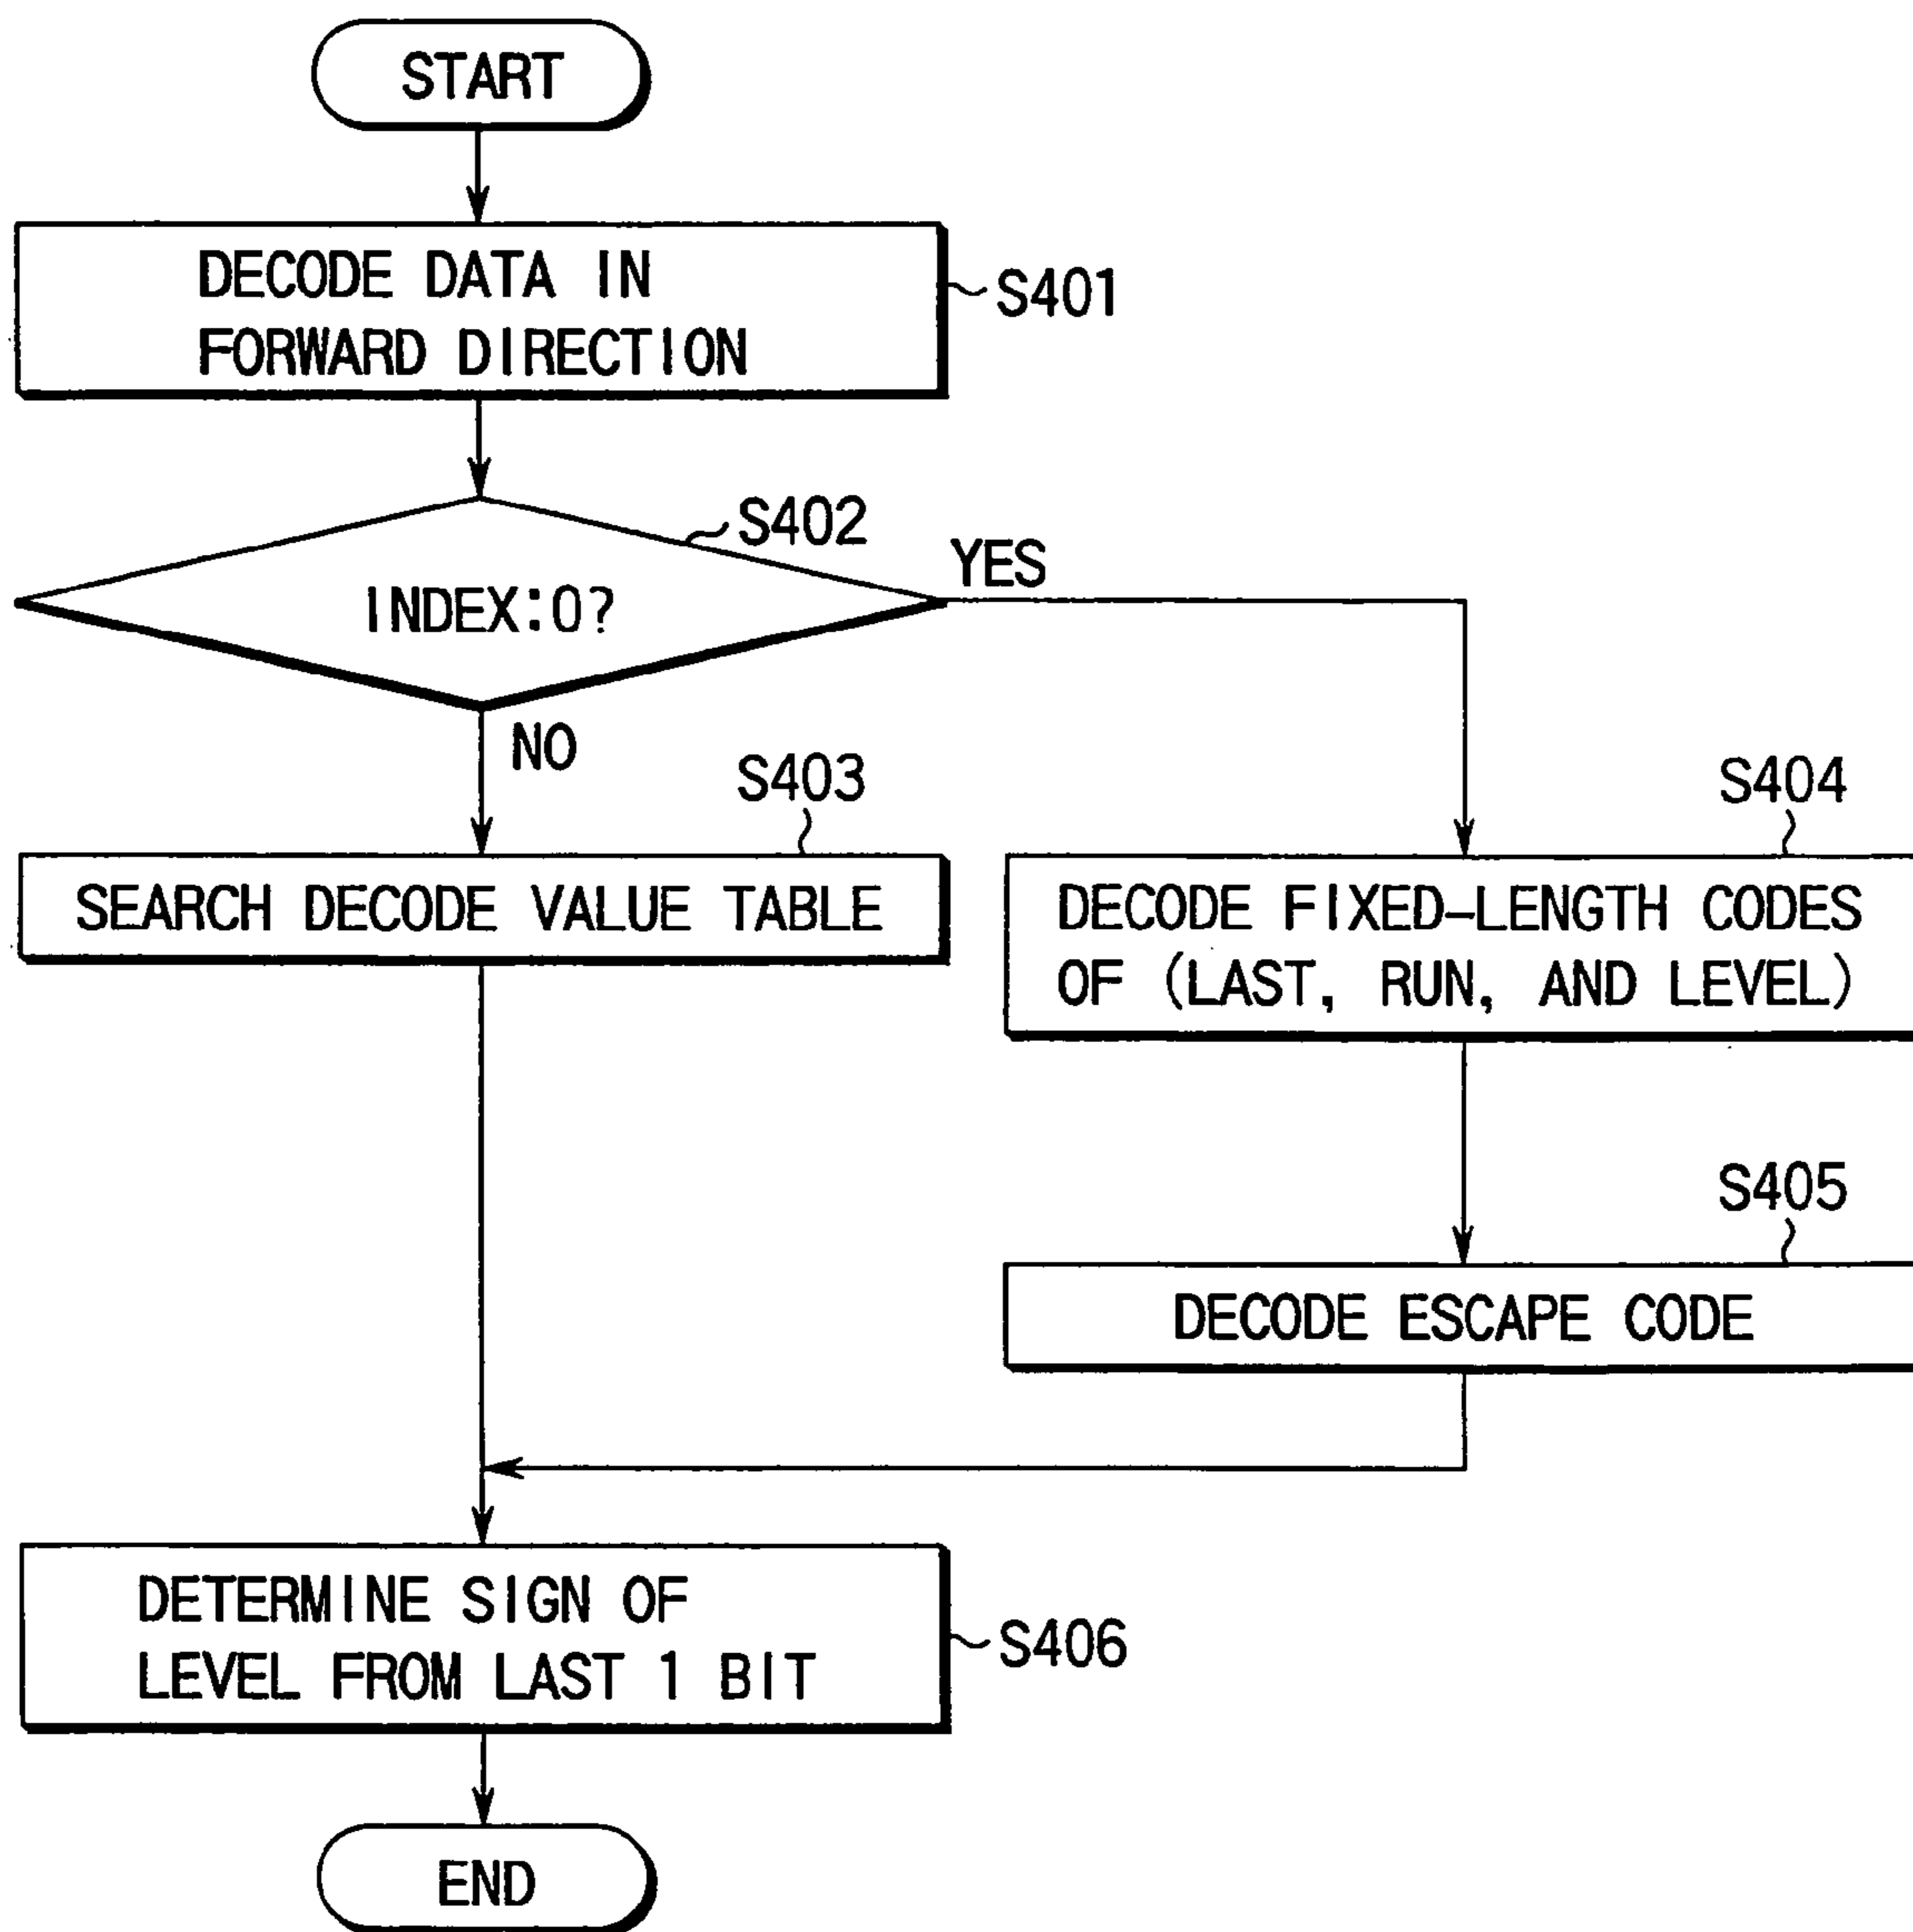 START
DECODE DATA IN
FORWARD DIRECTION
S401
S402
INDEX:0?
YES
NO
S403
SEARCH DECODE VALUE TABLE
S404
DECODE FIXED-LENGTH CODES
OF (LAST, RUN, AND LEVEL)
S405
DECODE ESCAPE CODE
DETERMINE SIGN OF
LEVEL FROM LAST 1 BIT
S406
END